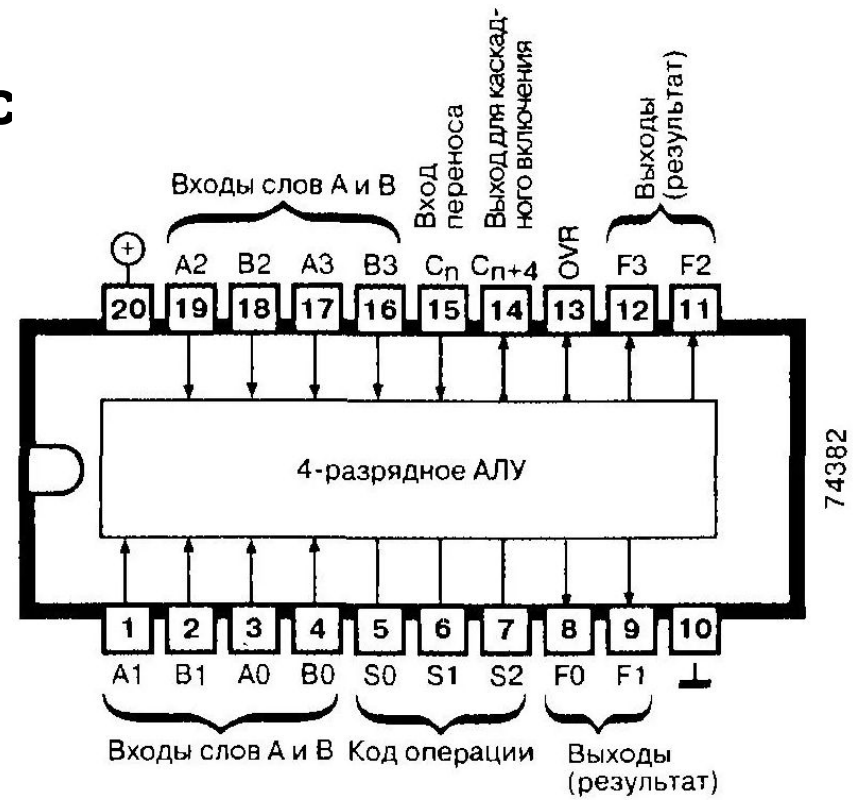 с
Входы слов А и В
Вход
переноса
Выход для каскад-
ного включения
Выходы
(результат)
+
A2 B2 A3 B3 Cn Cn+4 OVR F3 F2
20 19 18 17 16 15 14 13 12 11
4-разрядное АЛУ
74382
1 2 3 4 5 6 7 8 9 10
A1 B1 A0 B0 S0 S1 S2 F0 F1
Входы слов А и В
Код операции
Выходы
(результат)